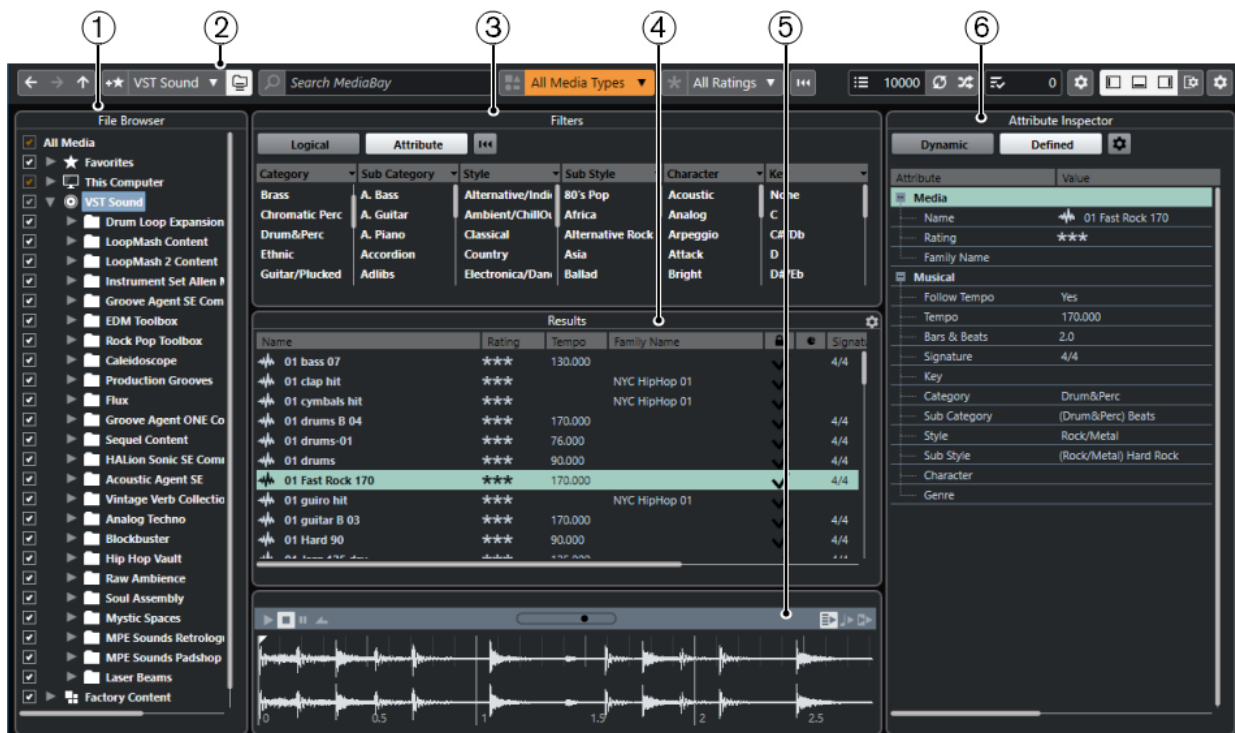 1 2 3 4 5 6
VST Sound Search MediaBay All Media Types All Ratings 10000 0
File Browser
All Media
Favorites
This Computer
VST Sound
Drum Loop Expansion
LoopMash Content
LoopMash 2 Content
Instrument Set Allen
Groove Agent SE Com
EDM Toolbox
Rock Pop Toolbox
Caleidoscope
Production Grooves
Flux
Groove Agent ONE Co
Sequel Content
HALion Sonic SE
Acoustic Agent SE
Vintage Verb Collectio
Analog Techno
Blockbuster
Hip Hop Vault
Raw Ambience
Soul Assembly
Mystic Spaces
MPE Sounds Retrolog
MPE Sounds Padshop
Laser Beams
Factory Content
Filters
Logical Attribute
Category Sub Category Style Sub Style Character Ke
Brass A. Bass Alternative/Indi 80's Pop Acoustic None
Chromatic Perc A. Guitar Ambient/ChillOu Africa Analog C
Drum&Perc A. Piano Classical Alternative Rock Arpeggio C#/Db
Ethnic Accordion Country Asia Attack D
Guitar/Plucked Adlibs Electronica/Dan Ballad Bright D#/Eb
Results
Name Rating Tempo Family Name Signatu
01 bass 07 *** 130.000 4/4
01 clap hit *** NYC HipHop 01
01 cymbals hit *** NYC HipHop 01
01 drums B 04 *** 170.000 4/4
01 drums-01 *** 76.000 4/4
01 drums *** 90.000 4/4
01 Fast Rock 170 *** 170.000 4/4
01 guiro hit *** NYC HipHop 01
01 guitar B 03 *** 170.000 4/4
01 Hard 90 *** 90.000 4/4
0 0.5 1 1.5 2 2.5
Attribute Inspector
Dynamic Defined
Attribute Value
Media
Name 01 Fast Rock 170
Rating ***
Family Name
Musical
Follow Tempo Yes
Tempo 170.000
Bars & Beats 2.0
Signature 4/4
Key
Category Drum&Perc
Sub Category (Drum&Perc) Beats
Style Rock/Metal
Sub Style (Rock/Metal) Hard Rock
Character
Genre